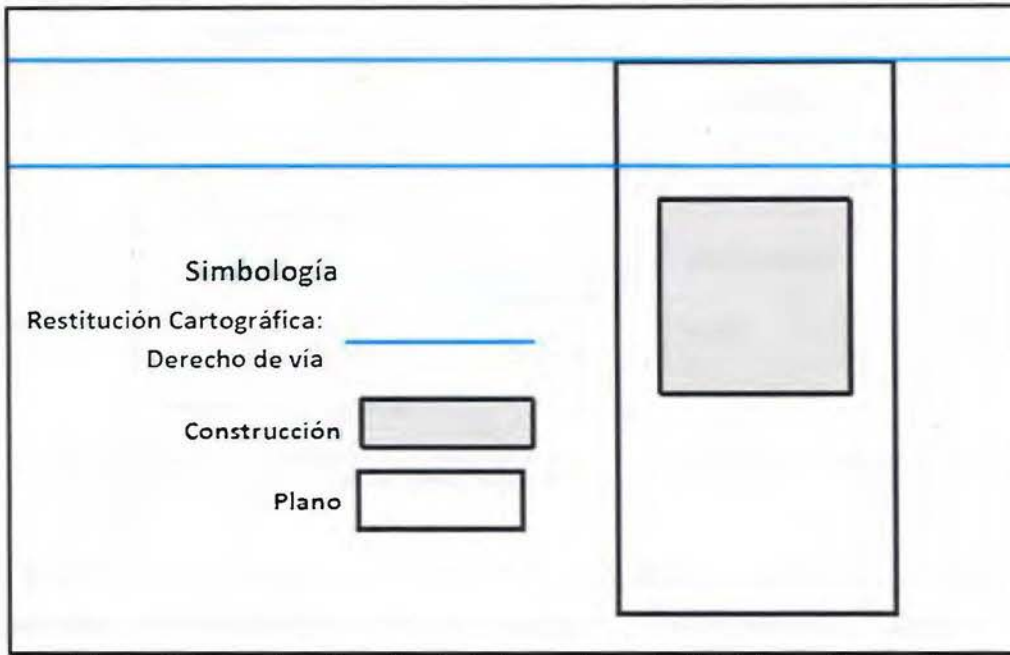 Simbología
Restitución Cartográfica:
Derecho de vía
Construcción
Plano